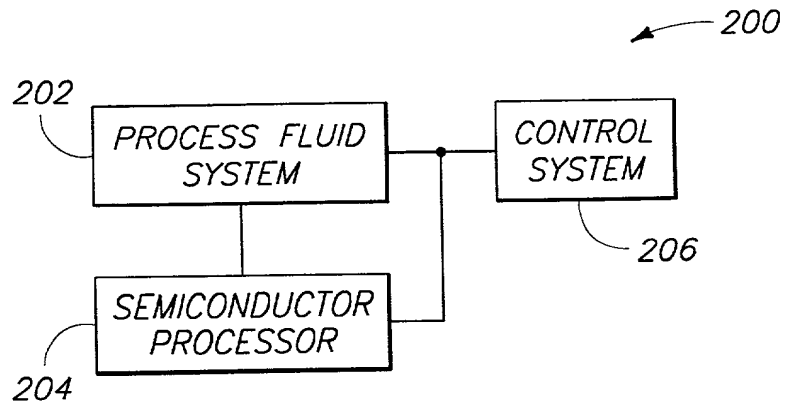 200
202
PROCESS FLUID
SYSTEM
CONTROL
SYSTEM
206
SEMICONDUCTOR
PROCESSOR
204